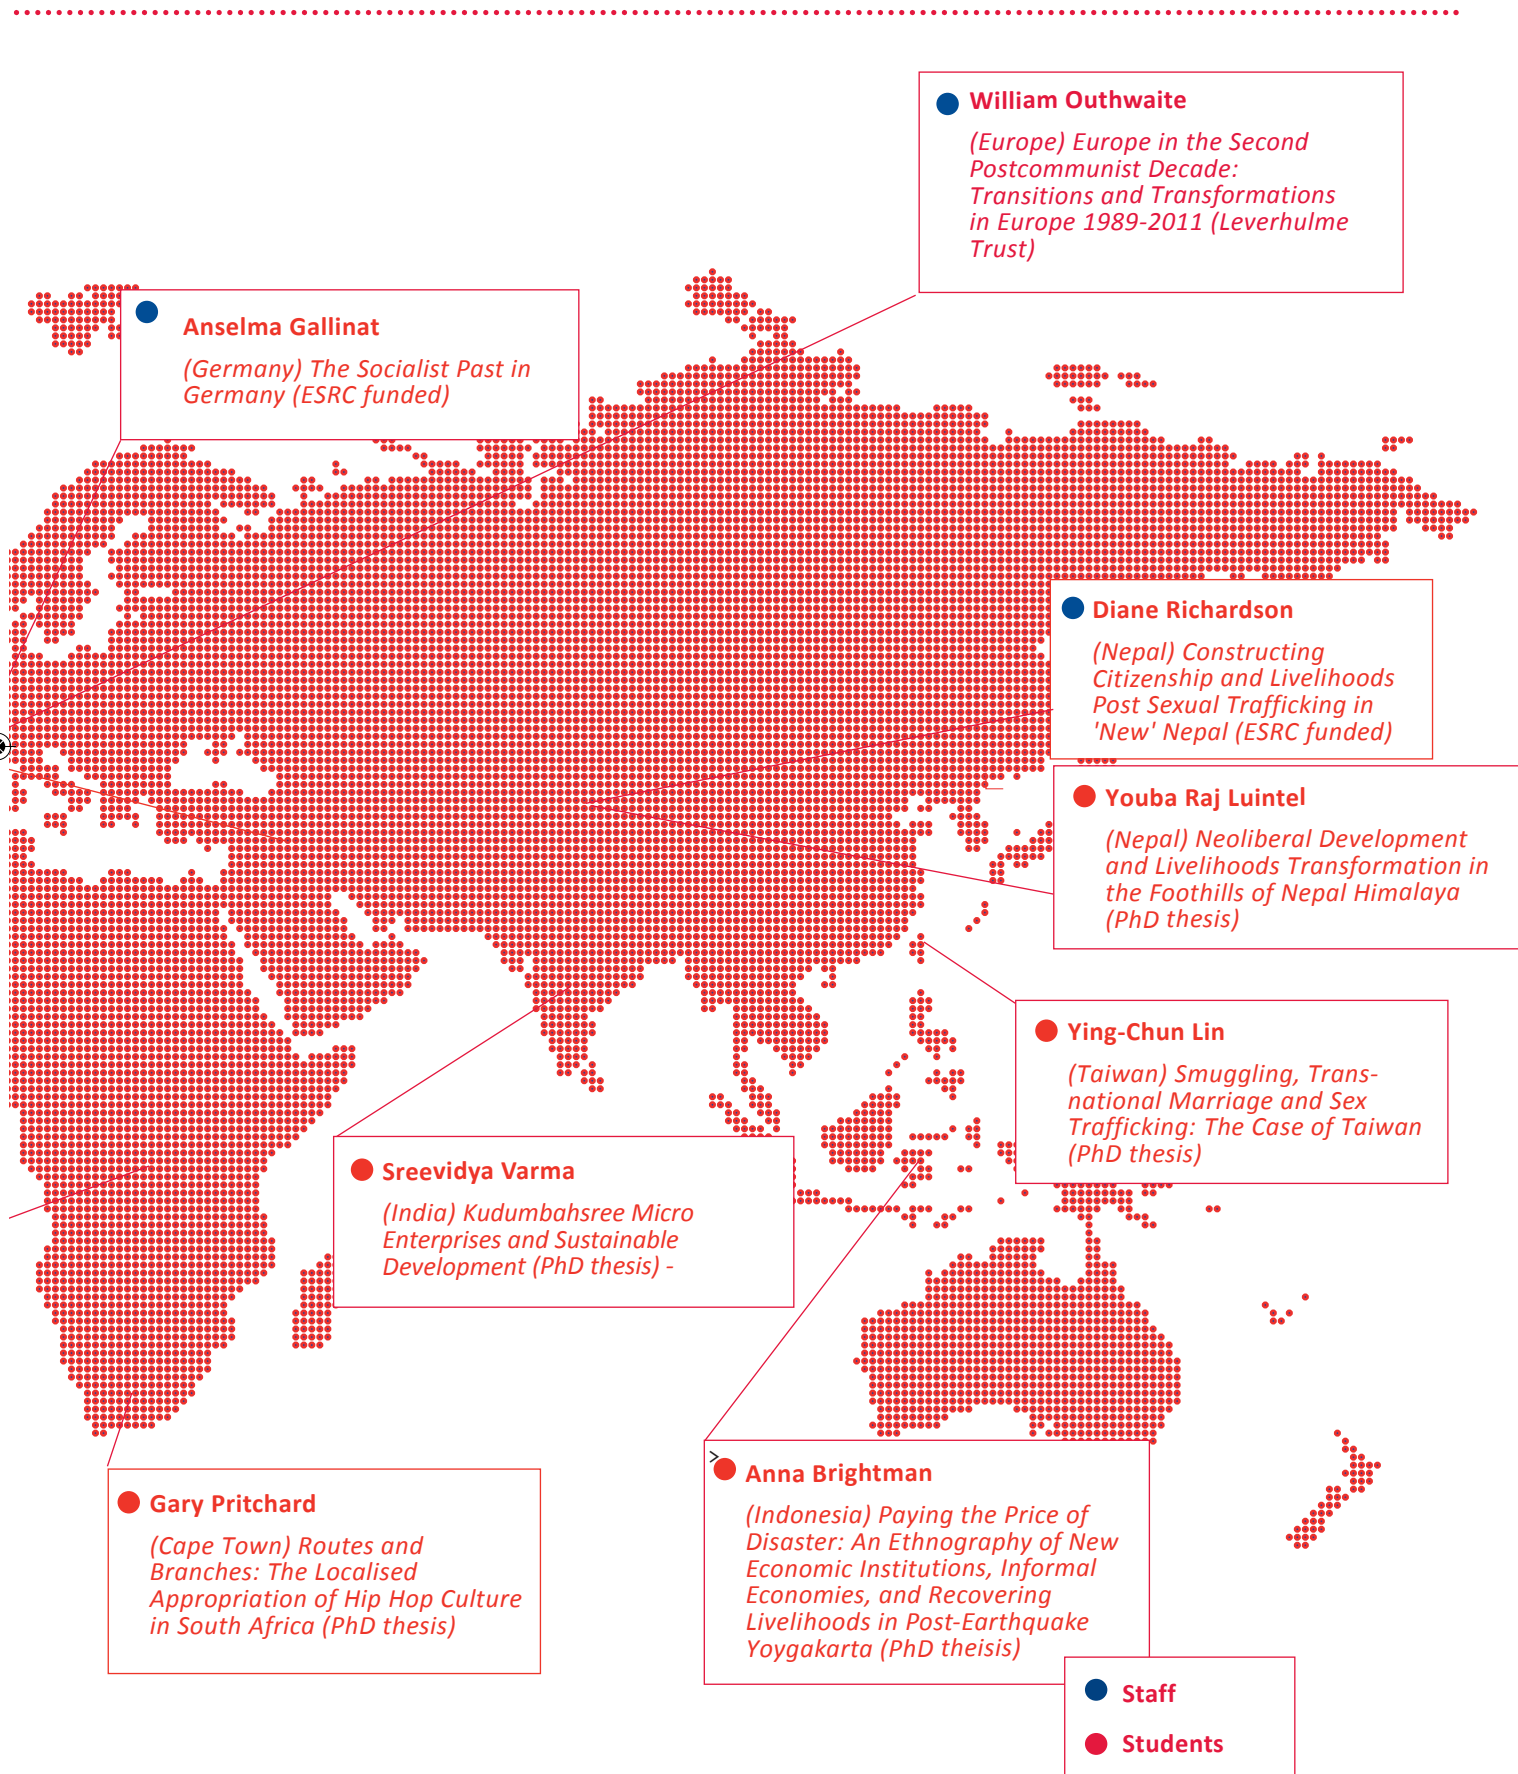 William Outhwaite
(Europe) Europe in the Second
Postcommunist Decade:
Transitions and Transformations
in Europe 1989-2011 (Leverhulme
Trust)
Anselma Gallinat
(Germany) The Socialist Past in
Germany (ESRC funded)
Diane Richardson
(Nepal) Constructing
Citizenship and Livelihoods
Post Sexual Trafficking in
'New' Nepal (ESRC funded)
Youba Raj Luintel
(Nepal) Neoliberal Development
and Livelihoods Transformation in
the Foothills of Nepal Himalaya
(PhD thesis)
Ying-Chun Lin
(Taiwan) Smuggling, Trans-
national Marriage and Sex
Trafficking: The Case of Taiwan
(PhD thesis)
Sreevidya Varma
(India) Kudumbahsree Micro
Enterprises and Sustainable
Development (PhD thesis) -
>
Anna Brightman
(Indonesia) Paying the Price of
Disaster: An Ethnography of New
Economic Institutions, Informal
Economies, and Recovering
Livelihoods in Post-Earthquake
Yoygakarta (PhD theisis)
Gary Pritchard
(Cape Town) Routes and
Branches: The Localised
Appropriation of Hip Hop Culture
in South Africa (PhD thesis)
Staff
Students